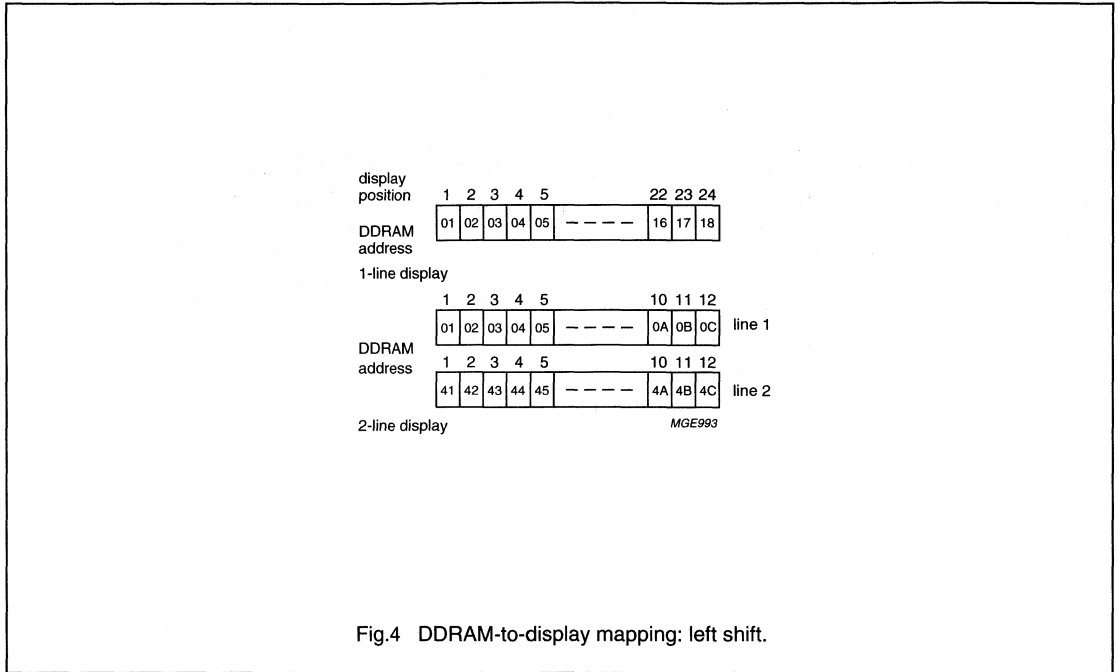 display
position 1 2 3 4 5 22 23 24
01 02 03 04 05 ---- 16 17 18
DDRAM
address
1-line display
1 2 3 4 5 10 11 12
01 02 03 04 05 ---- 0A 0B 0C line 1
DDRAM
address 1 2 3 4 5 10 11 12
41 42 43 44 45 ---- 4A 4B 4C line 2
2-line display MGE993
Fig.4 DDRAM-to-display mapping: left shift.